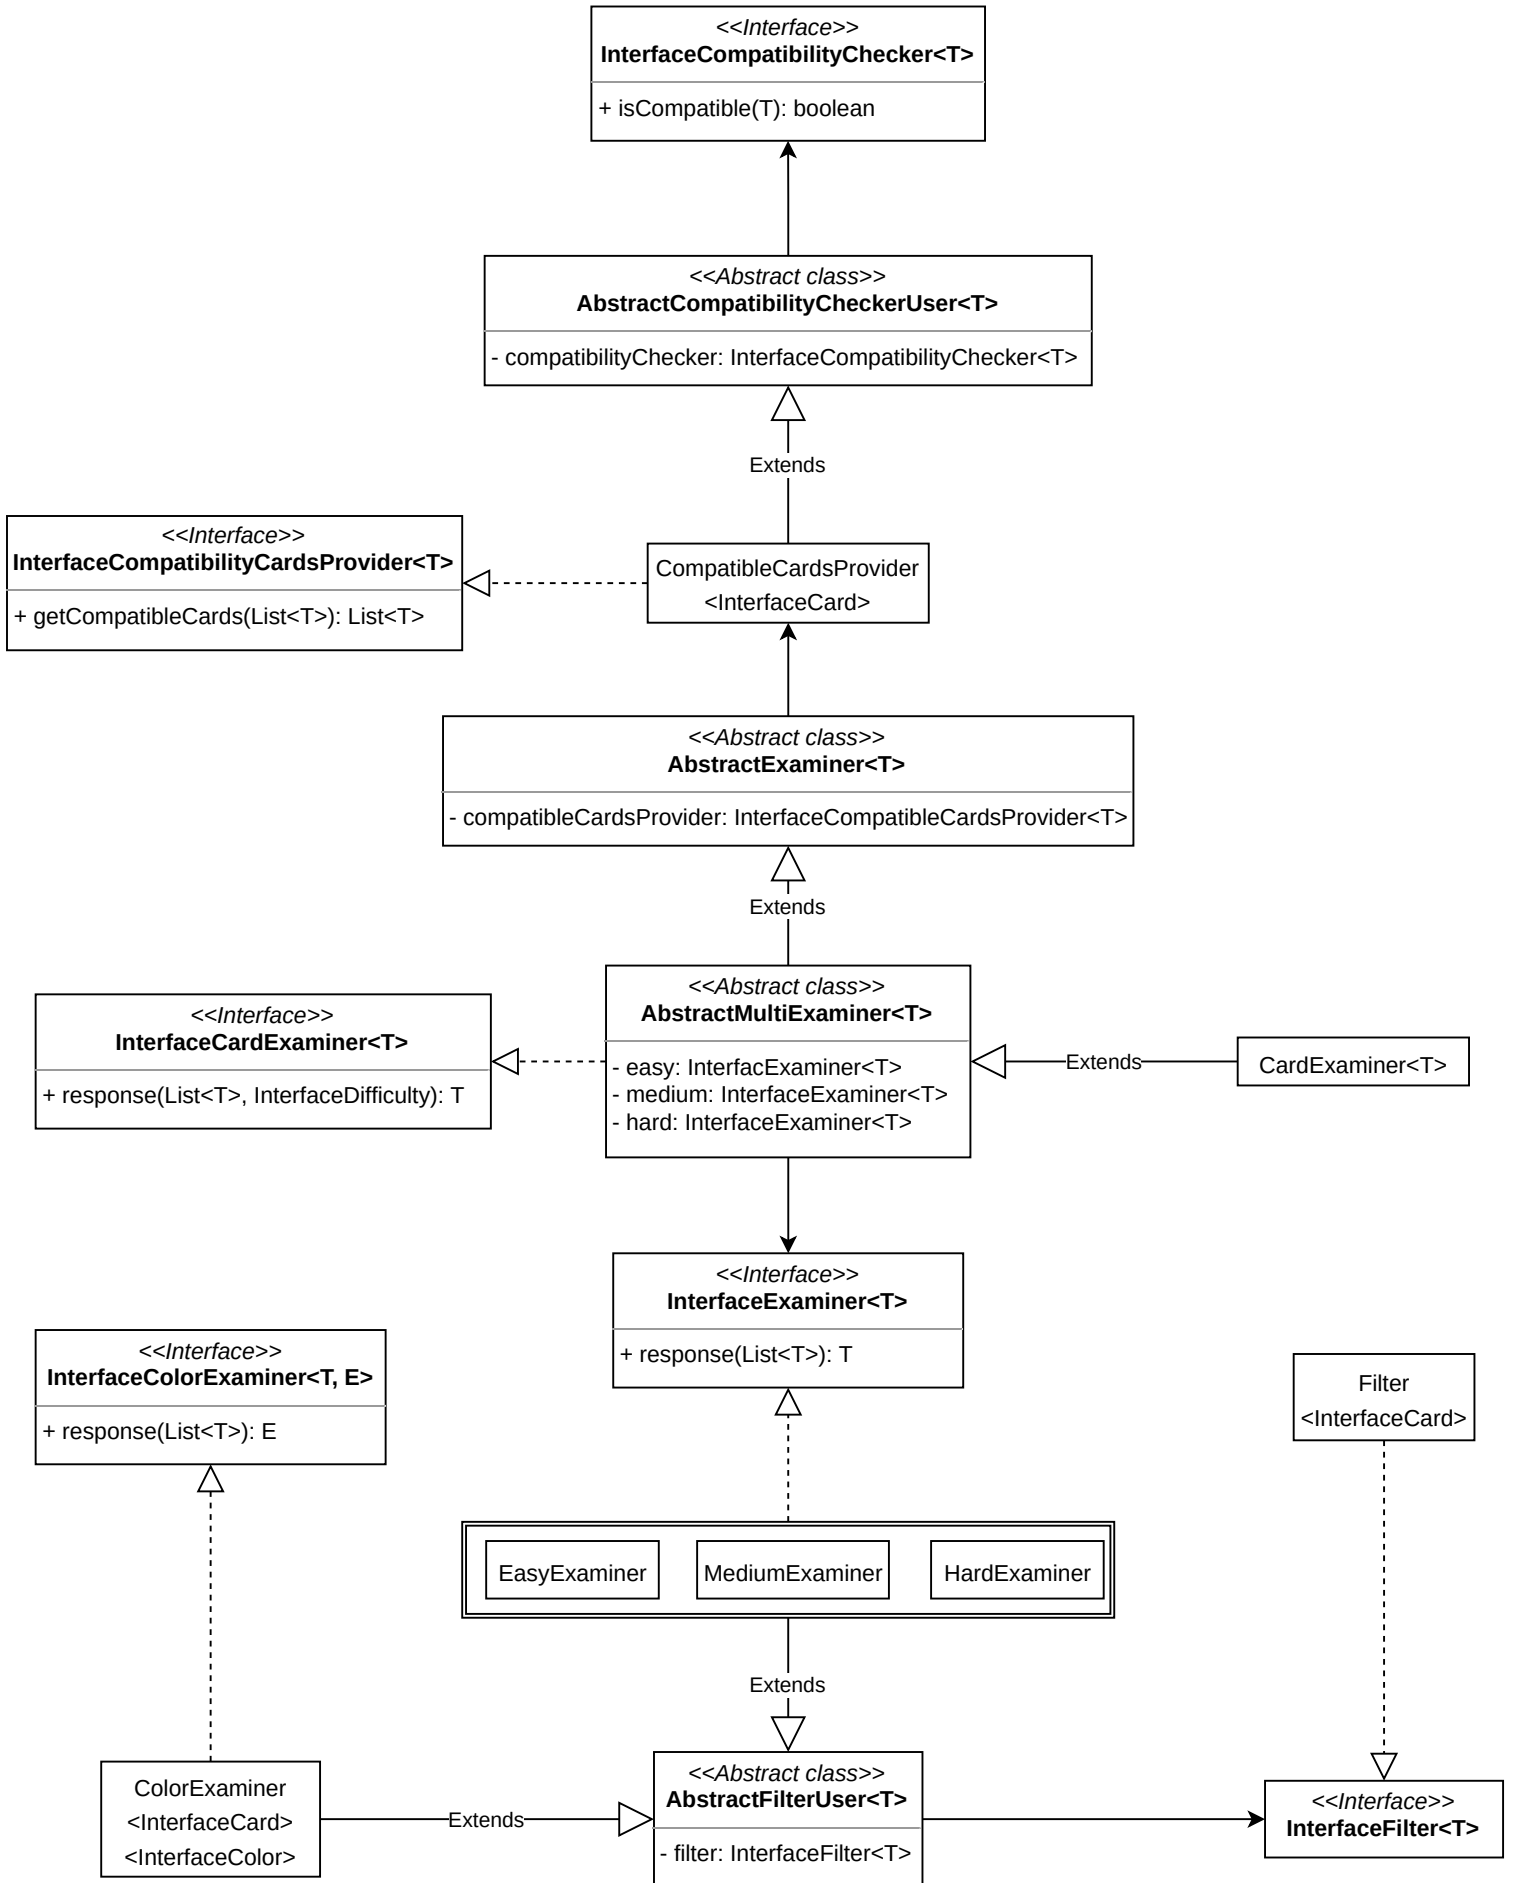 <<Interface>>
InterfaceCompatibilityChecker<T>
+ isCompatible(T): boolean
<<Abstract class>>
AbstractCompatibilityCheckerUser<T>
- compatibilityChecker: InterfaceCompatibilityChecker<T>
Extends
<<Interface>>
InterfaceCompatibilityCardsProvider<T>
+ getCompatibleCards(List<T>): List<T>
CompatibleCardsProvider
<InterfaceCard>
<<Abstract class>>
AbstractExaminer<T>
- compatibleCardsProvider: InterfaceCompatibleCardsProvider<T>
Extends
<<Interface>>
InterfaceCardExaminer<T>
+ response(List<T>, InterfaceDifficulty): T
<<Abstract class>>
AbstractMultiExaminer<T>
- easy: InterfacExaminer<T>
- medium: InterfaceExaminer<T>
- hard: InterfaceExaminer<T>
Extends
CardExaminer<T>
<<Interface>>
InterfaceExaminer<T>
+ response(List<T>): T
<<Interface>>
InterfaceColorExaminer<T, E>
+ response(List<T>): E
Filter
<InterfaceCard>
EasyExaminer
MediumExaminer
HardExaminer
Extends
ColorExaminer
<InterfaceCard>
<InterfaceColor>
Extends
<<Abstract class>>
AbstractFilterUser<T>
- filter: InterfaceFilter<T>
<<Interface>>
InterfaceFilter<T>